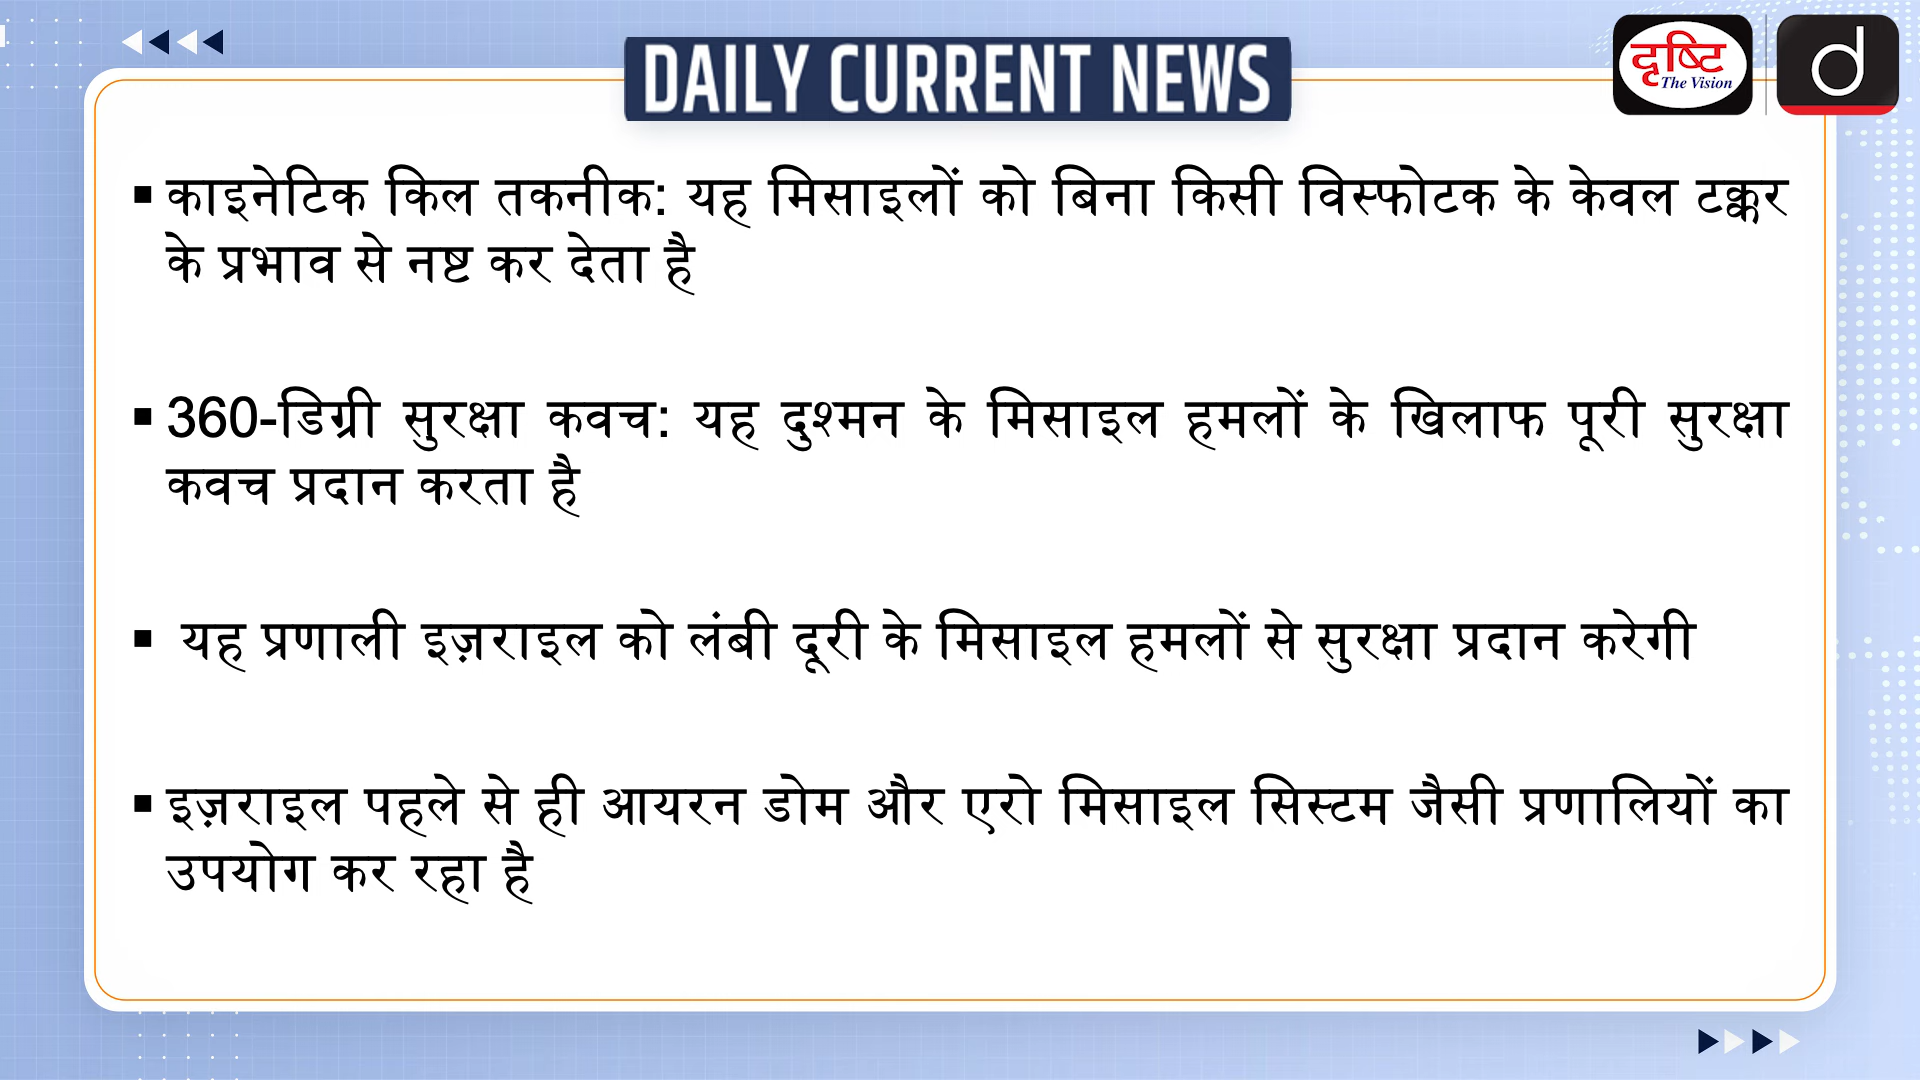 DAILY CURRENT NEWS
दृष्टि
The Vision
d
▪ काइनेटिक किल तकनीक: यह मिसाइलों को बिना किसी विस्फोटक के केवल टक्कर
के प्रभाव से नष्ट कर देता है
▪ 360-डिग्री सुरक्षा कवच: यह दुश्मन के मिसाइल हमलों के खिलाफ पूरी सुरक्षा
कवच प्रदान करता है
▪ यह प्रणाली इज़राइल को लंबी दूरी के मिसाइल हमलों से सुरक्षा प्रदान करेगी
▪ इज़राइल पहले से ही आयरन डोम और एरो मिसाइल सिस्टम जैसी प्रणालियों का
उपयोग कर रहा है